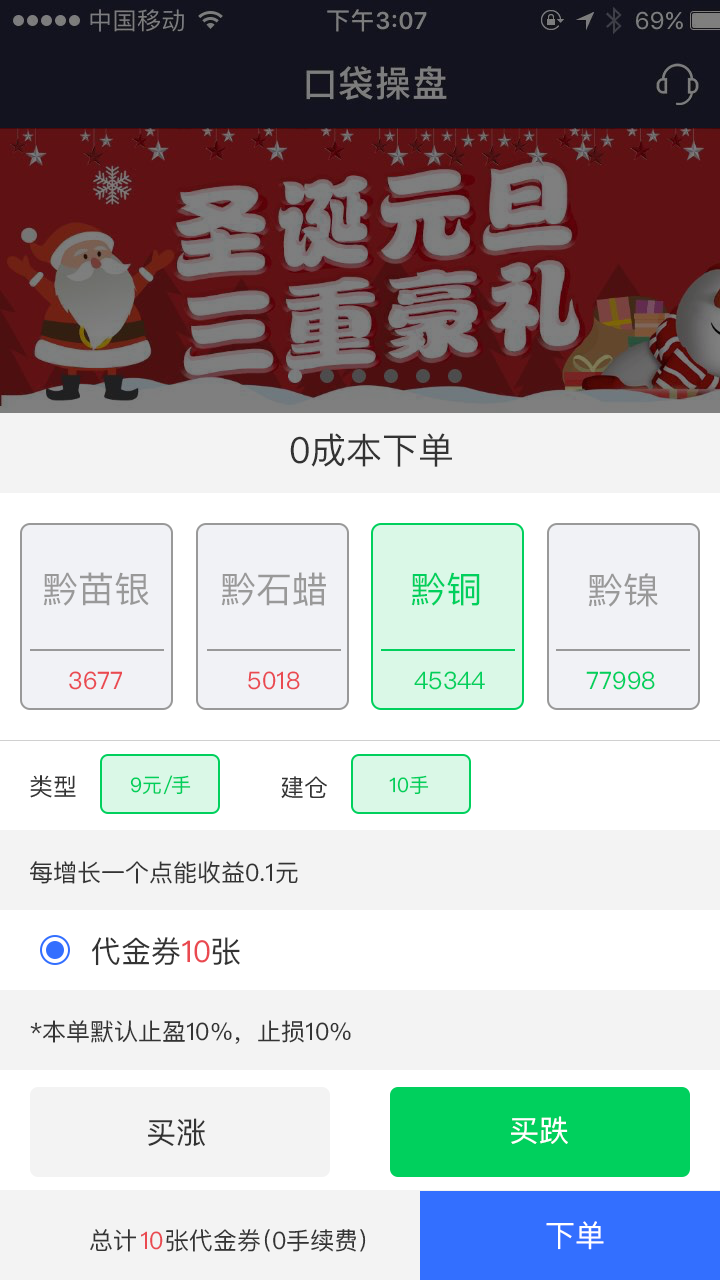 中国移动 下午3:07 69%
口袋操盘
圣诞元旦
三重豪礼
0成本下单
黔苗银 黔石蜡 黔铜 黔镍
3677 5018 45344 77998
类型 9元/手 建仓 10手
每增长一个点能收益0.1元
代金券10张
*本单默认止盈10%，止损10%
买涨 买跌
总计10张代金券(0手续费) 下单